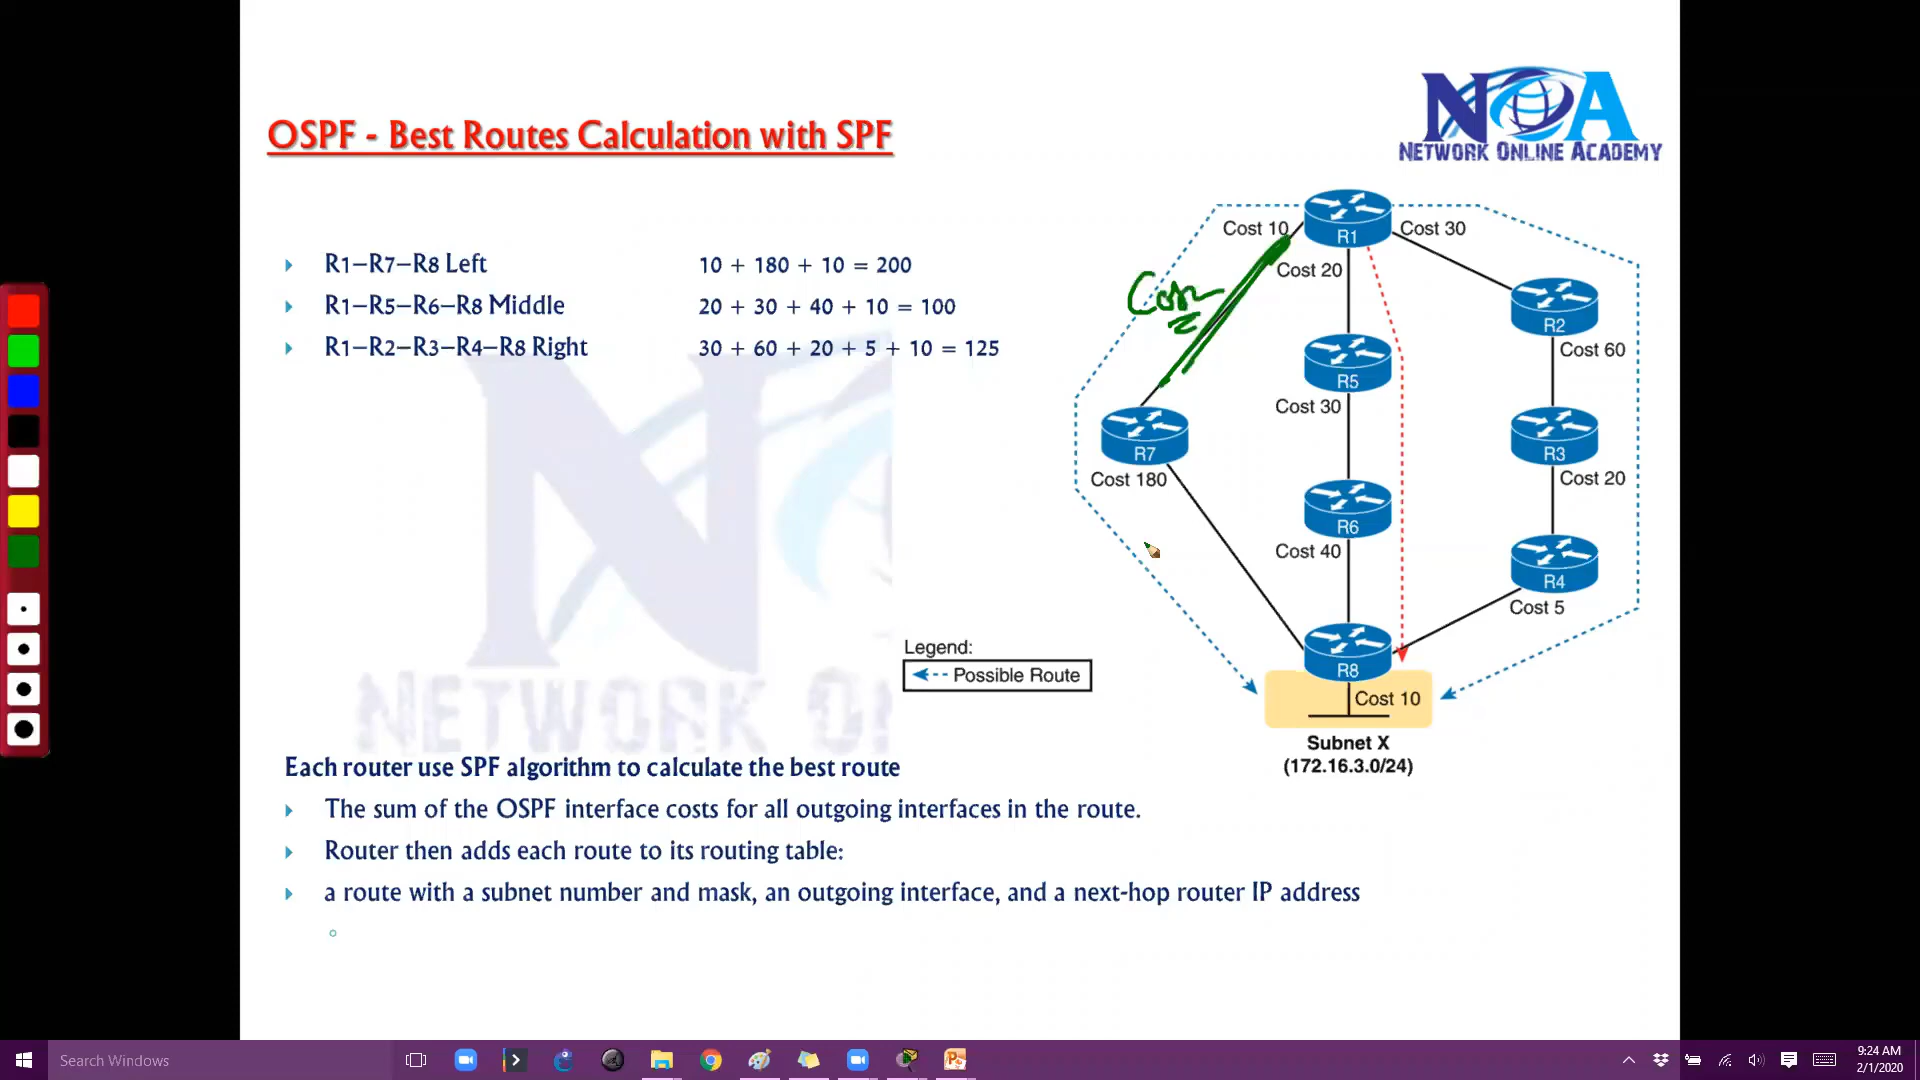 NOA
NETWORK ONLINE ACADEMY
OSPF - Best Routes Calculation with SPF
R1–R7–R8 Left 10 + 180 + 10 = 200
R1–R5–R6–R8 Middle 20 + 30 + 40 + 10 = 100
R1–R2–R3–R4–R8 Right 30 + 60 + 20 + 5 + 10 = 125
Cost 10
R1
Cost 30
Cost 20
R2
Cost 60
R5
Cost 30
R7
Cost 180
R3
Cost 20
R6
Cost 40
R4
Cost 5
R8
Cost 10
Subnet X
(172.16.3.0/24)
Legend:
Possible Route
NETWORK ON
Each router use SPF algorithm to calculate the best route
The sum of the OSPF interface costs for all outgoing interfaces in the route.
Router then adds each route to its routing table:
a route with a subnet number and mask, an outgoing interface, and a next-hop router IP address
Search Windows
9:24 AM
2/1/2020